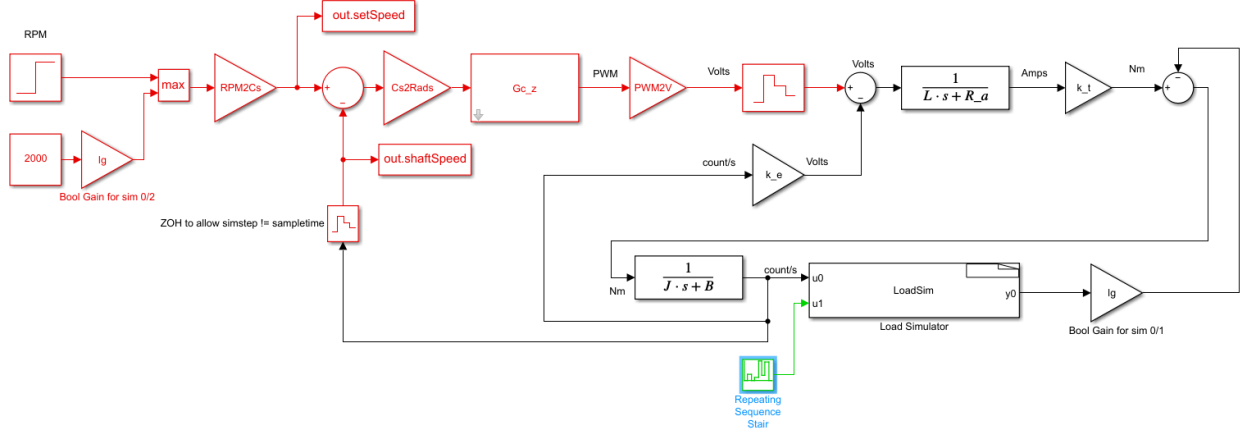 out.setSpeed
RPM
max
RPM2Cs
+
−
Cs2Rads
Gc_z
PWM
PWM2V
Volts
+
−
Volts
1
L · s + R_a
Amps
k_t
Nm
+
−
2000
Ig
Bool Gain for sim 0/2
out.shaftSpeed
count/s
k_e
Volts
ZOH to allow simstep != sampletime
Nm
1
J · s + B
count/s
u0
u1
LoadSim
y0
Load Simulator
Ig
Bool Gain for sim 0/1
Repeating
Sequence
Stair